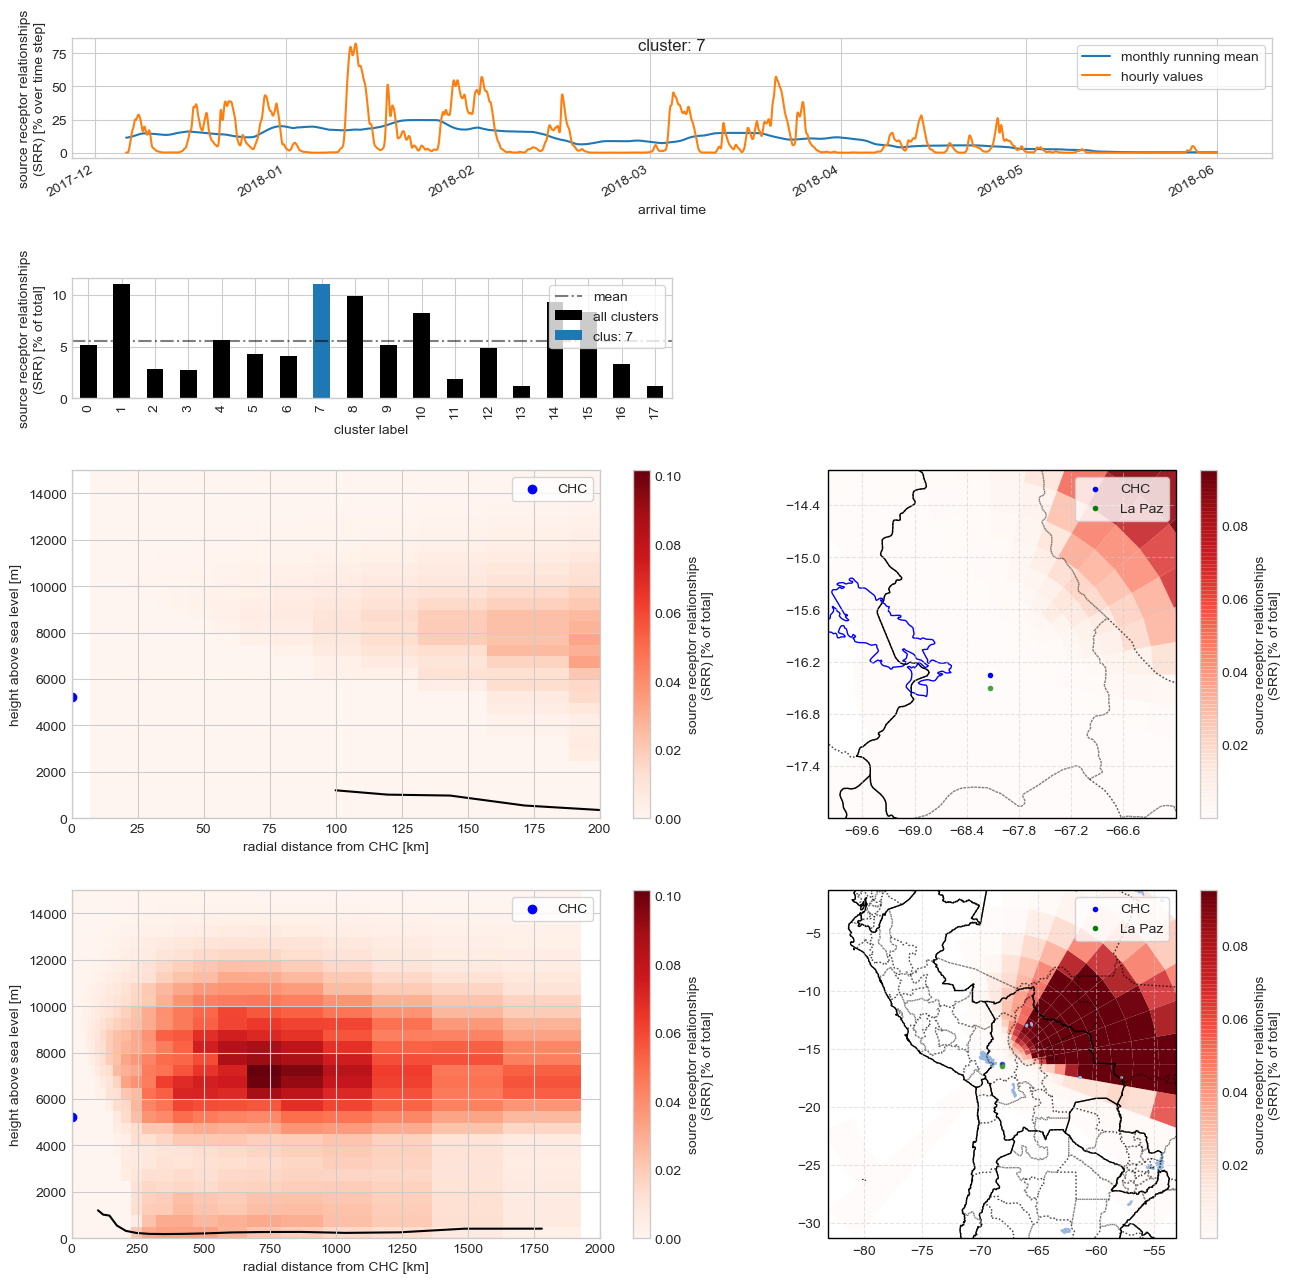 cluster: 7
source receptor relationships
(SRR) [% over time step]
75
50
25
0
monthly running mean
hourly values
2017-12
2018-01
2018-02
2018-03
2018-04
2018-05
2018-06
arrival time
source receptor relationships
(SRR) [% of total]
10
5
0
mean
all clusters
clus: 7
0 1 2 3 4 5 6 7 8 9 10 11 12 13 14 15 16 17
cluster label
height above sea level [m]
14000
12000
10000
8000
6000
4000
2000
0
CHC
0 25 50 75 100 125 150 175 200
radial distance from CHC [km]
0.10
0.08
0.06
0.04
0.02
0.00
source receptor relationships
(SRR) [% of total]
−14.4
−15.0
−15.6
−16.2
−16.8
−17.4
CHC
La Paz
−69.6 −69.0 −68.4 −67.8 −67.2 −66.6
0.08
0.06
0.04
0.02
source receptor relationships
(SRR) [% of total]
height above sea level [m]
14000
12000
10000
8000
6000
4000
2000
0
CHC
0 250 500 750 1000 1250 1500 1750 2000
radial distance from CHC [km]
0.10
0.08
0.06
0.04
0.02
0.00
source receptor relationships
(SRR) [% of total]
−5
−10
−15
−20
−25
−30
CHC
La Paz
−80 −75 −70 −65 −60 −55
0.08
0.06
0.04
0.02
source receptor relationships
(SRR) [% of total]